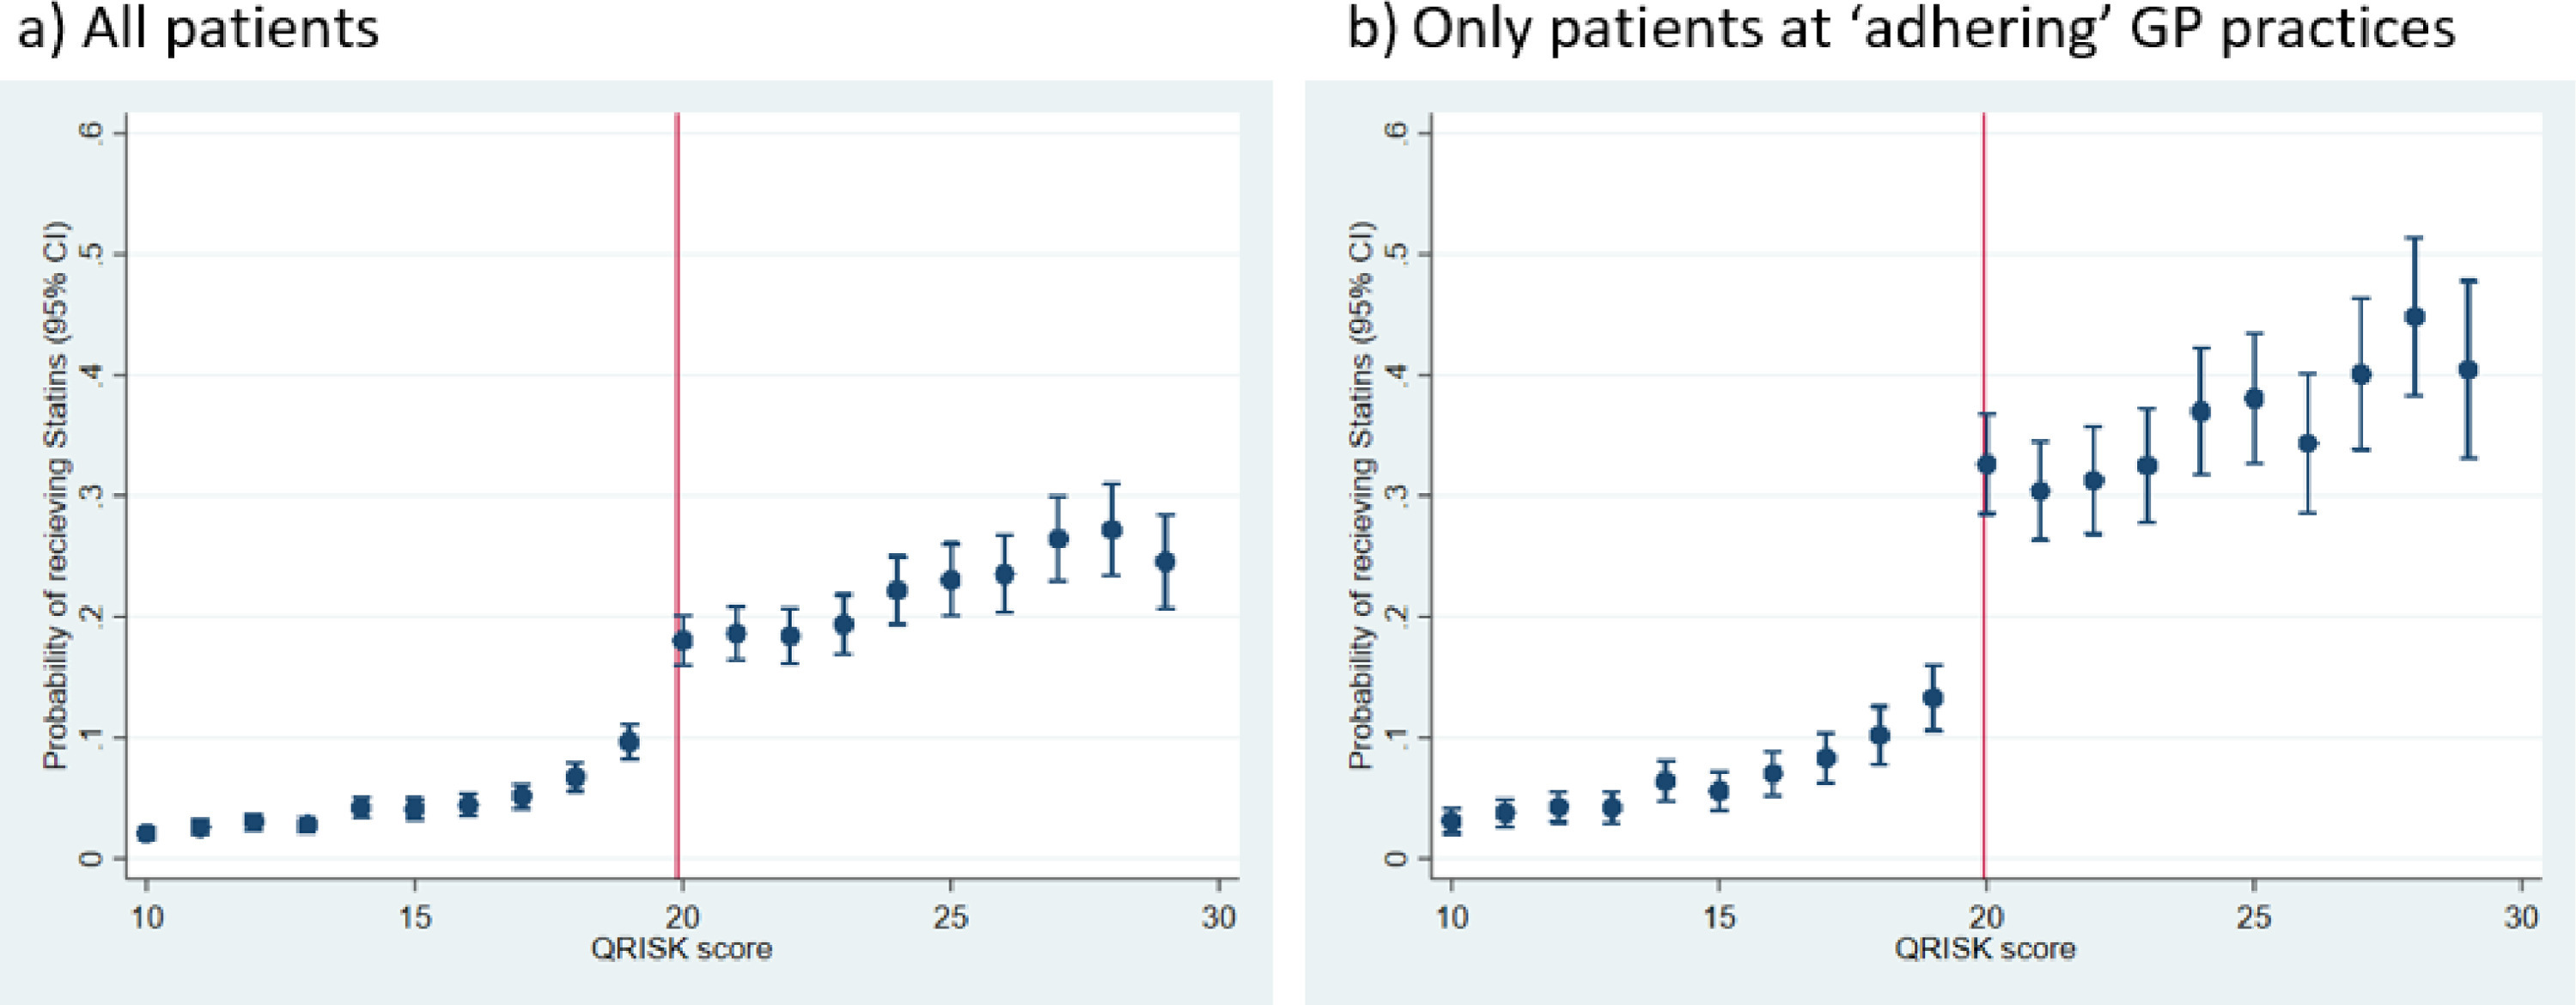 a) All patients
b) Only patients at ‘adhering’ GP practices
Probability of recieving Statins (95% CI)
.6
.5
.4
.3
.2
.1
0
10 15 20 25 30
QRISK score
Probability of recieving Statins (95% CI)
.6
.5
.4
.3
.2
.1
0
10 15 20 25 30
QRISK score